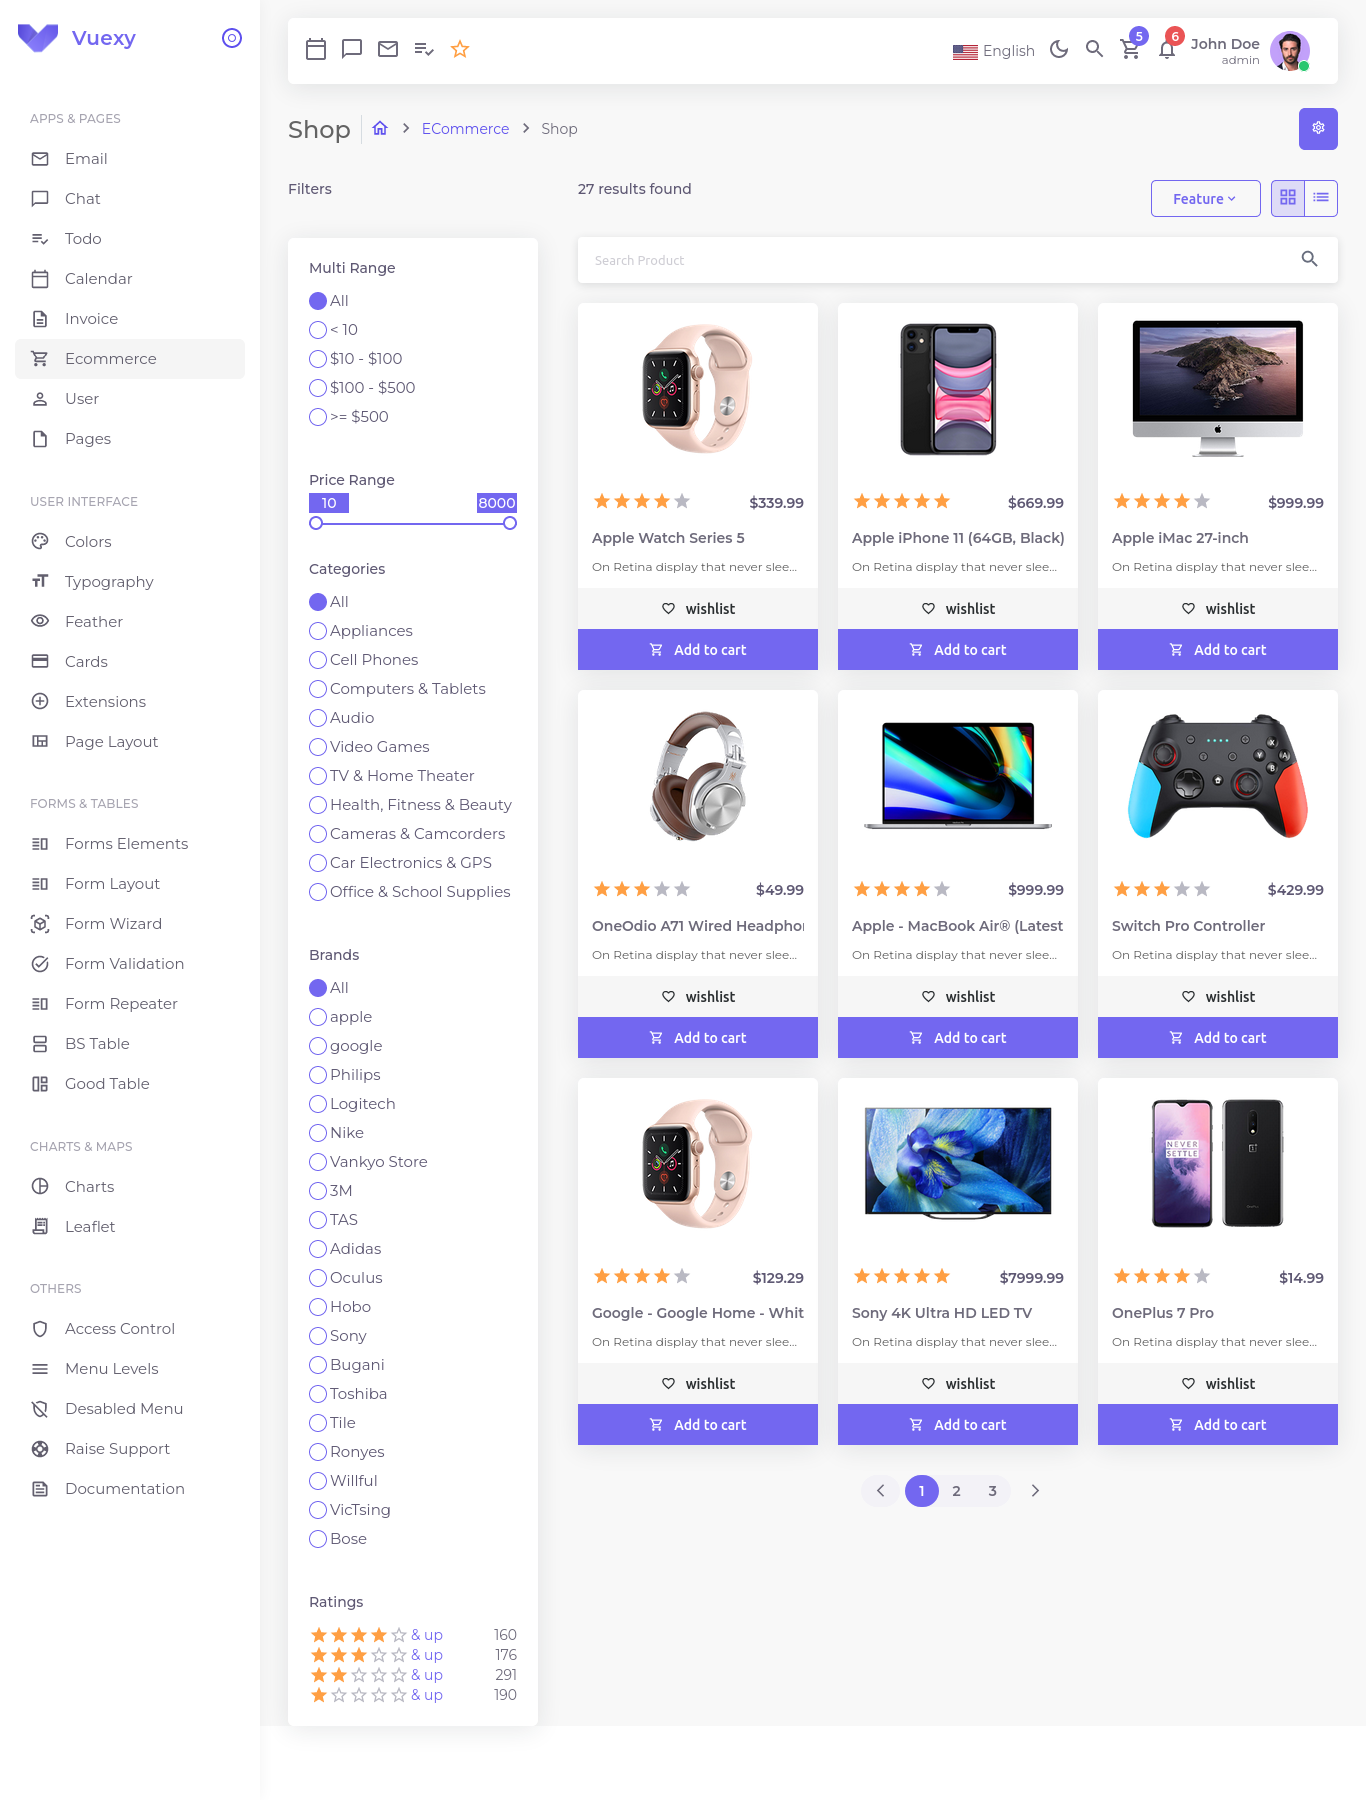 Vuexy
APPS & PAGES
Email
Chat
Todo
Calendar
Invoice
Ecommerce
User
Pages
USER INTERFACE
Colors
Typography
Feather
Cards
Extensions
Page Layout
FORMS & TABLES
Forms Elements
Form Layout
Form Wizard
Form Validation
Form Repeater
BS Table
Good Table
CHARTS & MAPS
Charts
Leaflet
OTHERS
Access Control
Menu Levels
Desabled Menu
Raise Support
Documentation
English
5
6
John Doe
admin
Shop
ECommerce
Shop
Filters
27 results found
Feature
Multi Range
All
< 10
$10 - $100
$100 - $500
>= $500
Price Range
10 8000
Categories
All
Appliances
Cell Phones
Computers & Tablets
Audio
Video Games
TV & Home Theater
Health, Fitness & Beauty
Cameras & Camcorders
Car Electronics & GPS
Office & School Supplies
Brands
All
apple
google
Philips
Logitech
Nike
Vankyo Store
3M
TAS
Adidas
Oculus
Hobo
Sony
Bugani
Toshiba
Tile
Ronyes
Willful
VicTsing
Bose
Ratings
& up 160
& up 176
& up 291
& up 190
Search Product
$339.99
Apple Watch Series 5
On Retina display that never slee...
wishlist
Add to cart
$669.99
Apple iPhone 11 (64GB, Black)
On Retina display that never slee...
wishlist
Add to cart
$999.99
Apple iMac 27-inch
On Retina display that never slee...
wishlist
Add to cart
$49.99
OneOdio A71 Wired Headphon
On Retina display that never slee...
wishlist
Add to cart
$999.99
Apple - MacBook Air® (Latest
On Retina display that never slee...
wishlist
Add to cart
X
Y
A
B
$429.99
Switch Pro Controller
On Retina display that never slee...
wishlist
Add to cart
$129.29
Google - Google Home - Whit
On Retina display that never slee...
wishlist
Add to cart
$7999.99
Sony 4K Ultra HD LED TV
On Retina display that never slee...
wishlist
Add to cart
NEVER
SETTLE
$14.99
OnePlus 7 Pro
On Retina display that never slee...
wishlist
Add to cart
1 2 3